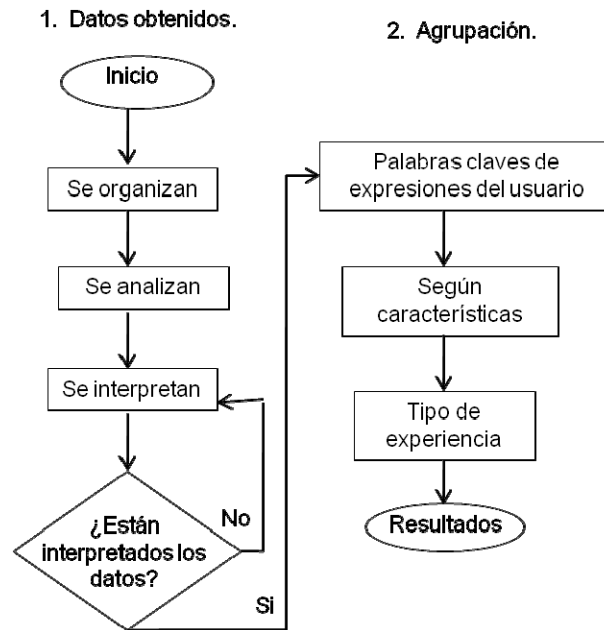 1. Datos obtenidos.
Inicio
Se organizan
Se analizan
Se interpretan
¿Están
interpretados los
datos?
No
Si
2. Agrupación.
Palabras claves de
expresiones del usuario
Según
características
Tipo de
experiencia
Resultados